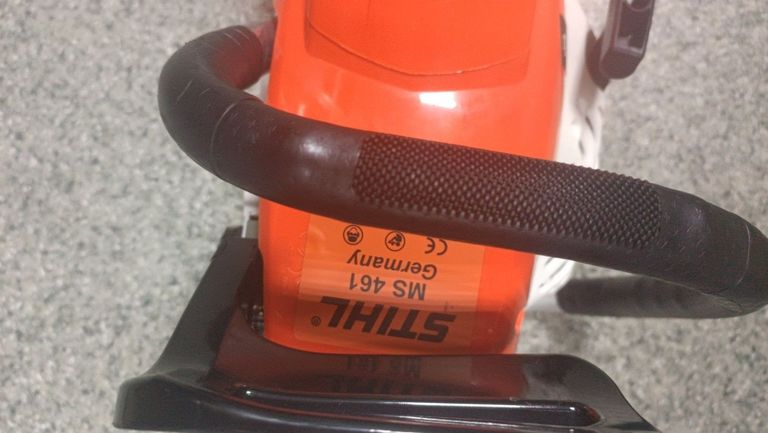 STIHL®
MS 461
Germany
CE